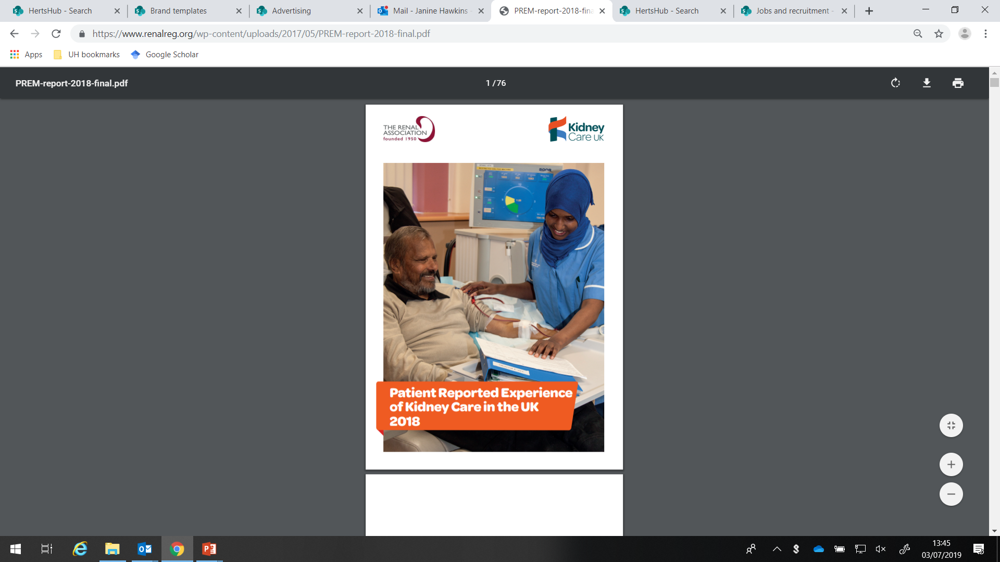 HertsHub - Search
Brand templates
Advertising
Mail - Janine Hawkins -
PREM-report-2018-fina
HertsHub - Search
Jobs and recruitment -
https://www.renalreg.org/wp-content/uploads/2017/05/PREM-report-2018-final.pdf
Apps
UH bookmarks
Google Scholar
PREM-report-2018-final.pdf
1 / 76
THE RENAL
ASSOCIATION
founded 1950
Kidney
Care UK
Patient Reported Experience
of Kidney Care in the UK
2018
13:45
03/07/2019